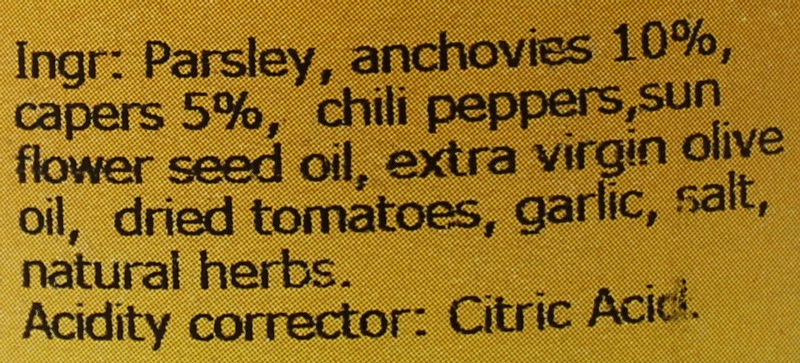 Ingr: Parsley, anchovies 10%,
capers 5%, chili peppers,sun
flower seed oil, extra virgin olive
oil, dried tomatoes, garlic, salt,
natural herbs.
Acidity corrector: Citric Acid.